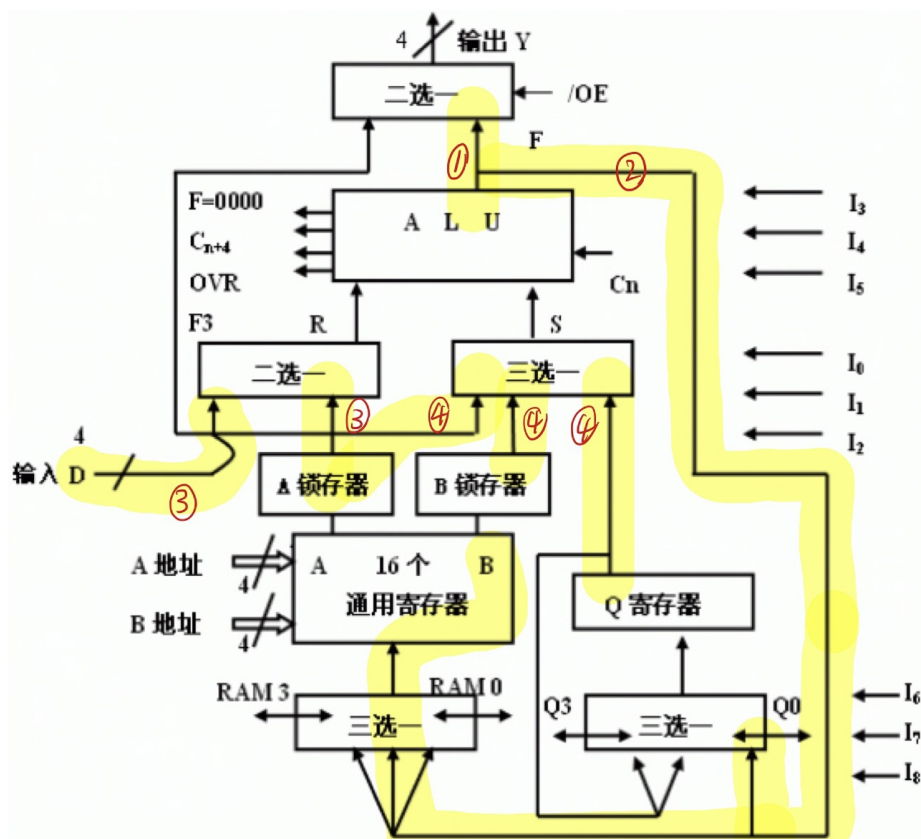 4 输出 Y
二选一
/OE
F
①
②
F=0000
A L U
I3
Cn+4
I4
OVR
Cn
I5
F3
R
S
二选一
三选一
I0
I1
③
④
④
④
I2
4
输入 D
③
A 锁存器
B 锁存器
A 地址
4
A
16 个
B
通用寄存器
Q 寄存器
B 地址
4
RAM 3
RAM 0
三选一
Q3
三选一
Q0
I6
I7
I8